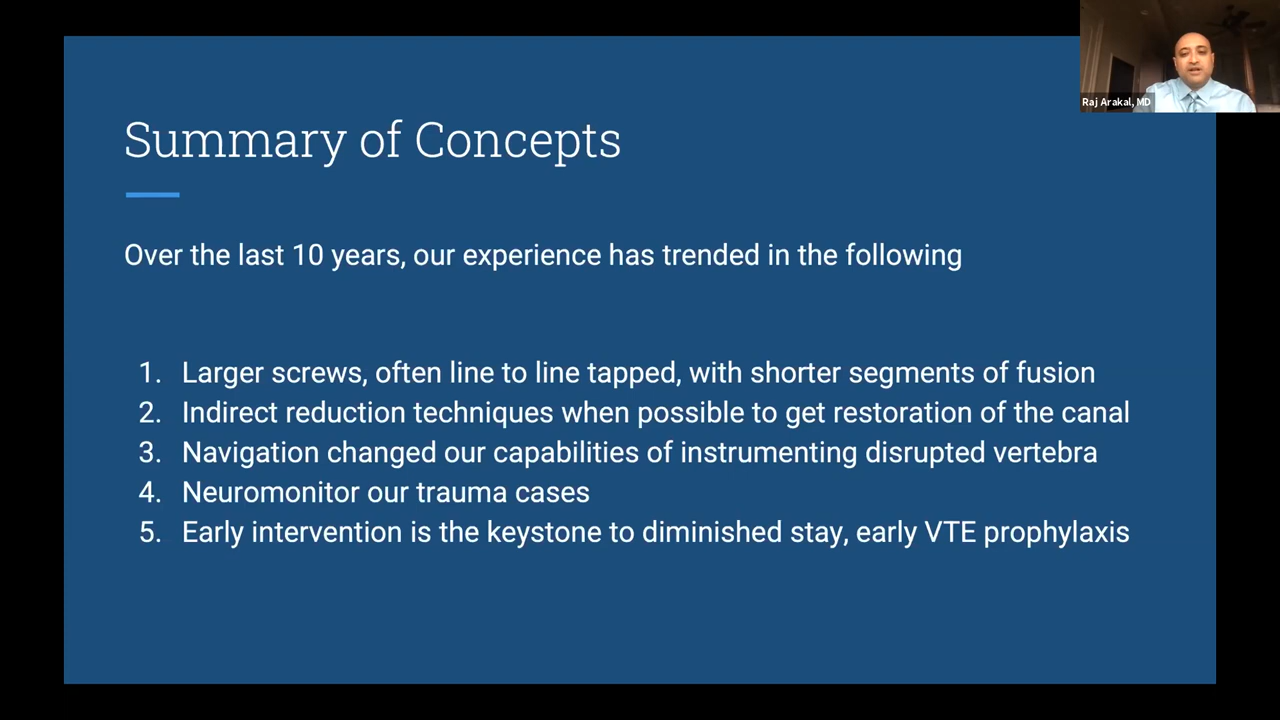 Raj Arakal, MD
Summary of Concepts
Over the last 10 years, our experience has trended in the following
1. Larger screws, often line to line tapped, with shorter segments of fusion
2. Indirect reduction techniques when possible to get restoration of the canal
3. Navigation changed our capabilities of instrumenting disrupted vertebra
4. Neuromonitor our trauma cases
5. Early intervention is the keystone to diminished stay, early VTE prophylaxis